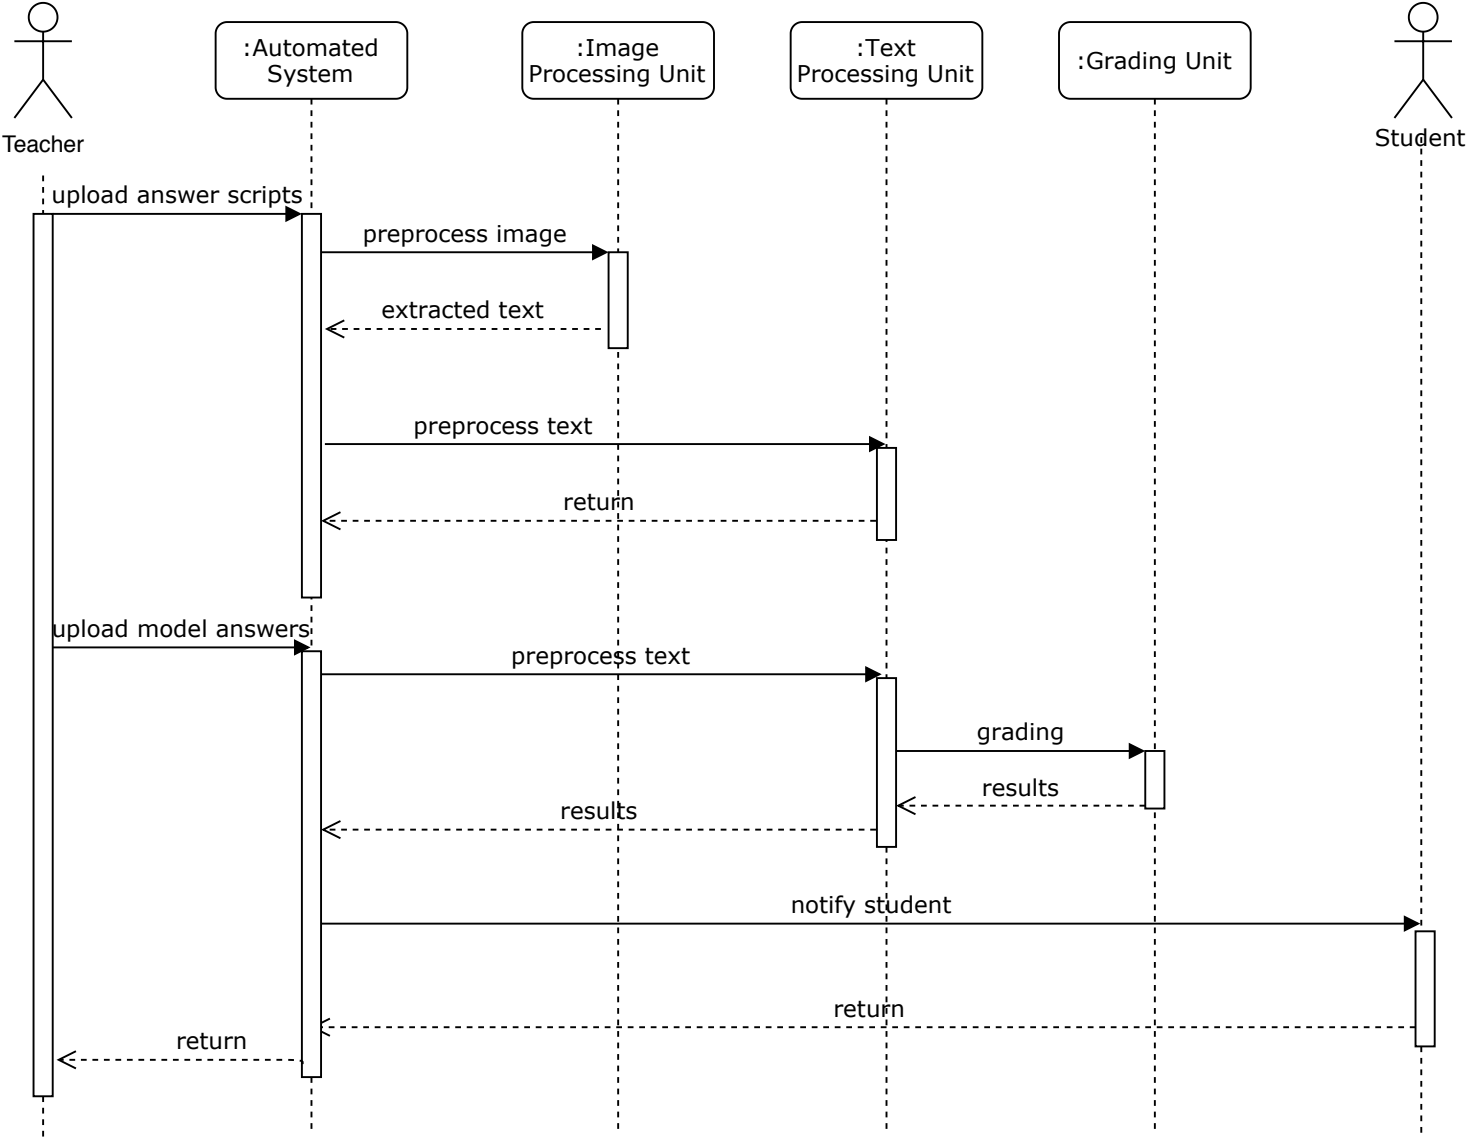 :Automated
System
:Image
Processing Unit
:Text
Processing Unit
:Grading Unit
Teacher
Student
upload answer scripts
preprocess image
extracted text
preprocess text
return
upload model answers
preprocess text
grading
results
results
notify student
return
return